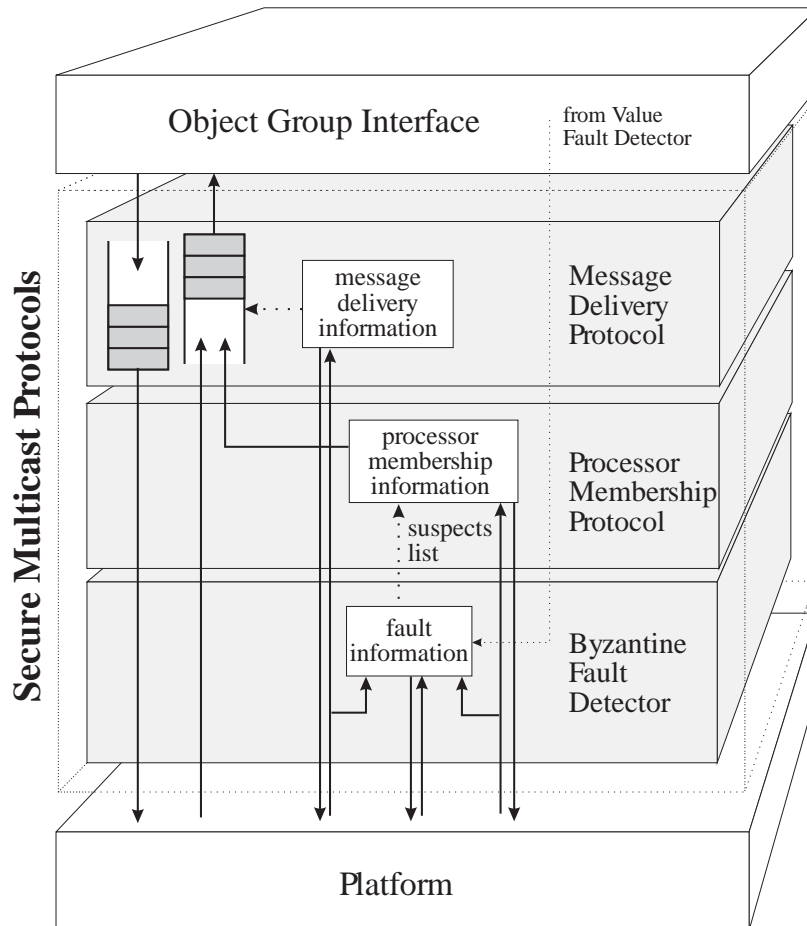 Object Group Interface
from Value
Fault Detector
Secure Multicast Protocols
message
delivery
information
Message
Delivery
Protocol
processor
membership
information
Processor
Membership
Protocol
suspects
list
fault
information
Byzantine
Fault
Detector
Platform